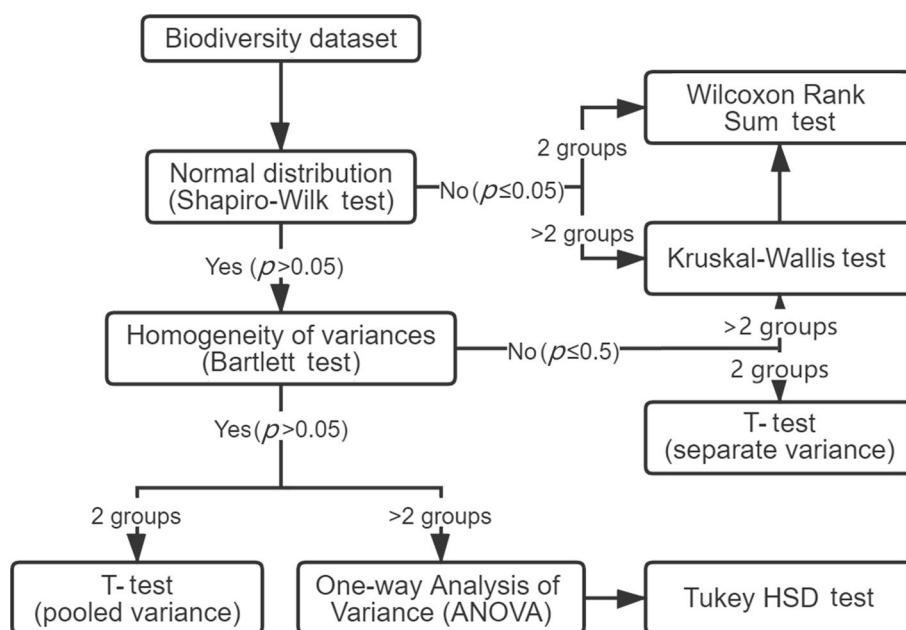 Biodiversity dataset
Normal distribution
(Shapiro-Wilk test)
No (p≤0.05)
2 groups
Wilcoxon Rank
Sum test
>2 groups
Kruskal-Wallis test
Yes (p>0.05)
Homogeneity of variances
(Bartlett test)
No (p≤0.5)
>2 groups
2 groups
T-test
(separate variance)
Yes (p>0.05)
2 groups
>2 groups
T-test
(pooled variance)
One-way Analysis of
Variance (ANOVA)
Tukey HSD test